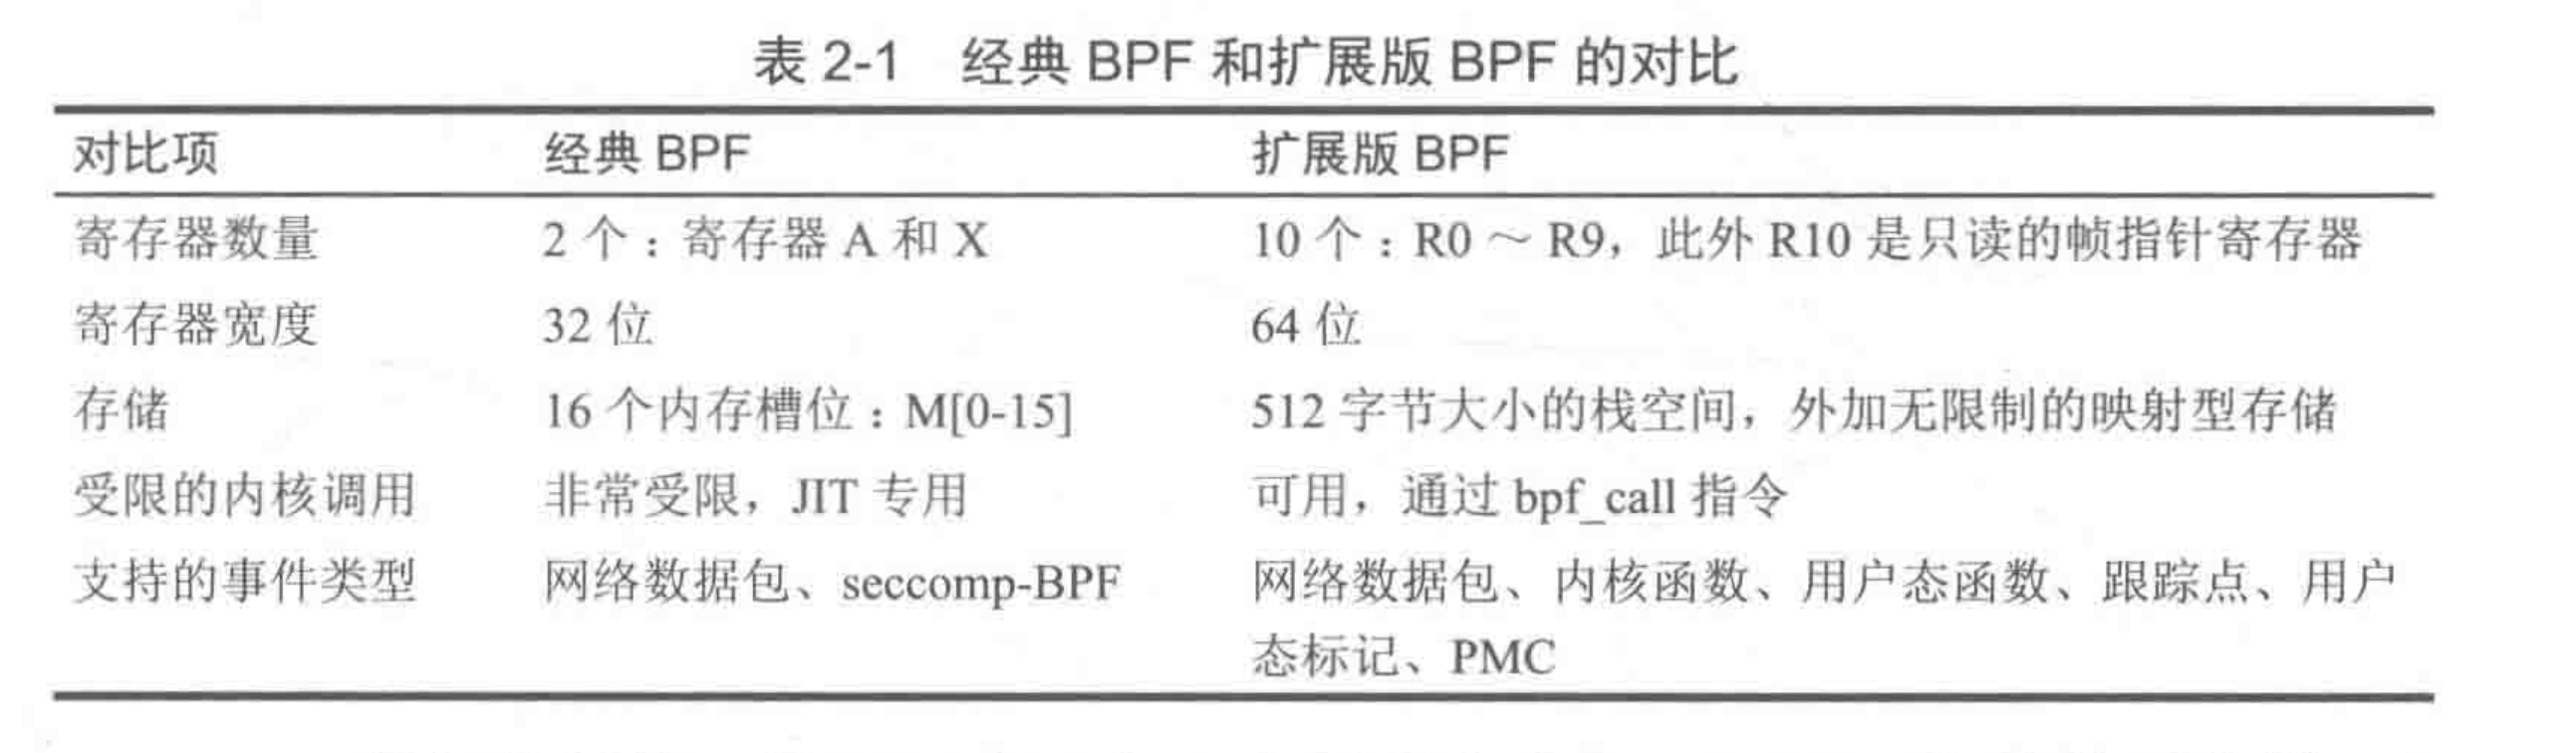 表 2-1 经典 BPF 和扩展版 BPF 的对比
对比项 经典 BPF 扩展版 BPF
寄存器数量 2 个：寄存器 A 和 X 10 个：R0 ～ R9，此外 R10 是只读的帧指针寄存器
寄存器宽度 32 位 64 位
存储 16 个内存槽位：M[0-15] 512 字节大小的栈空间，外加无限制的映射型存储
受限的内核调用 非常受限，JIT 专用 可用，通过 bpf_call 指令
支持的事件类型 网络数据包、seccomp-BPF 网络数据包、内核函数、用户态函数、跟踪点、用户
态标记、PMC